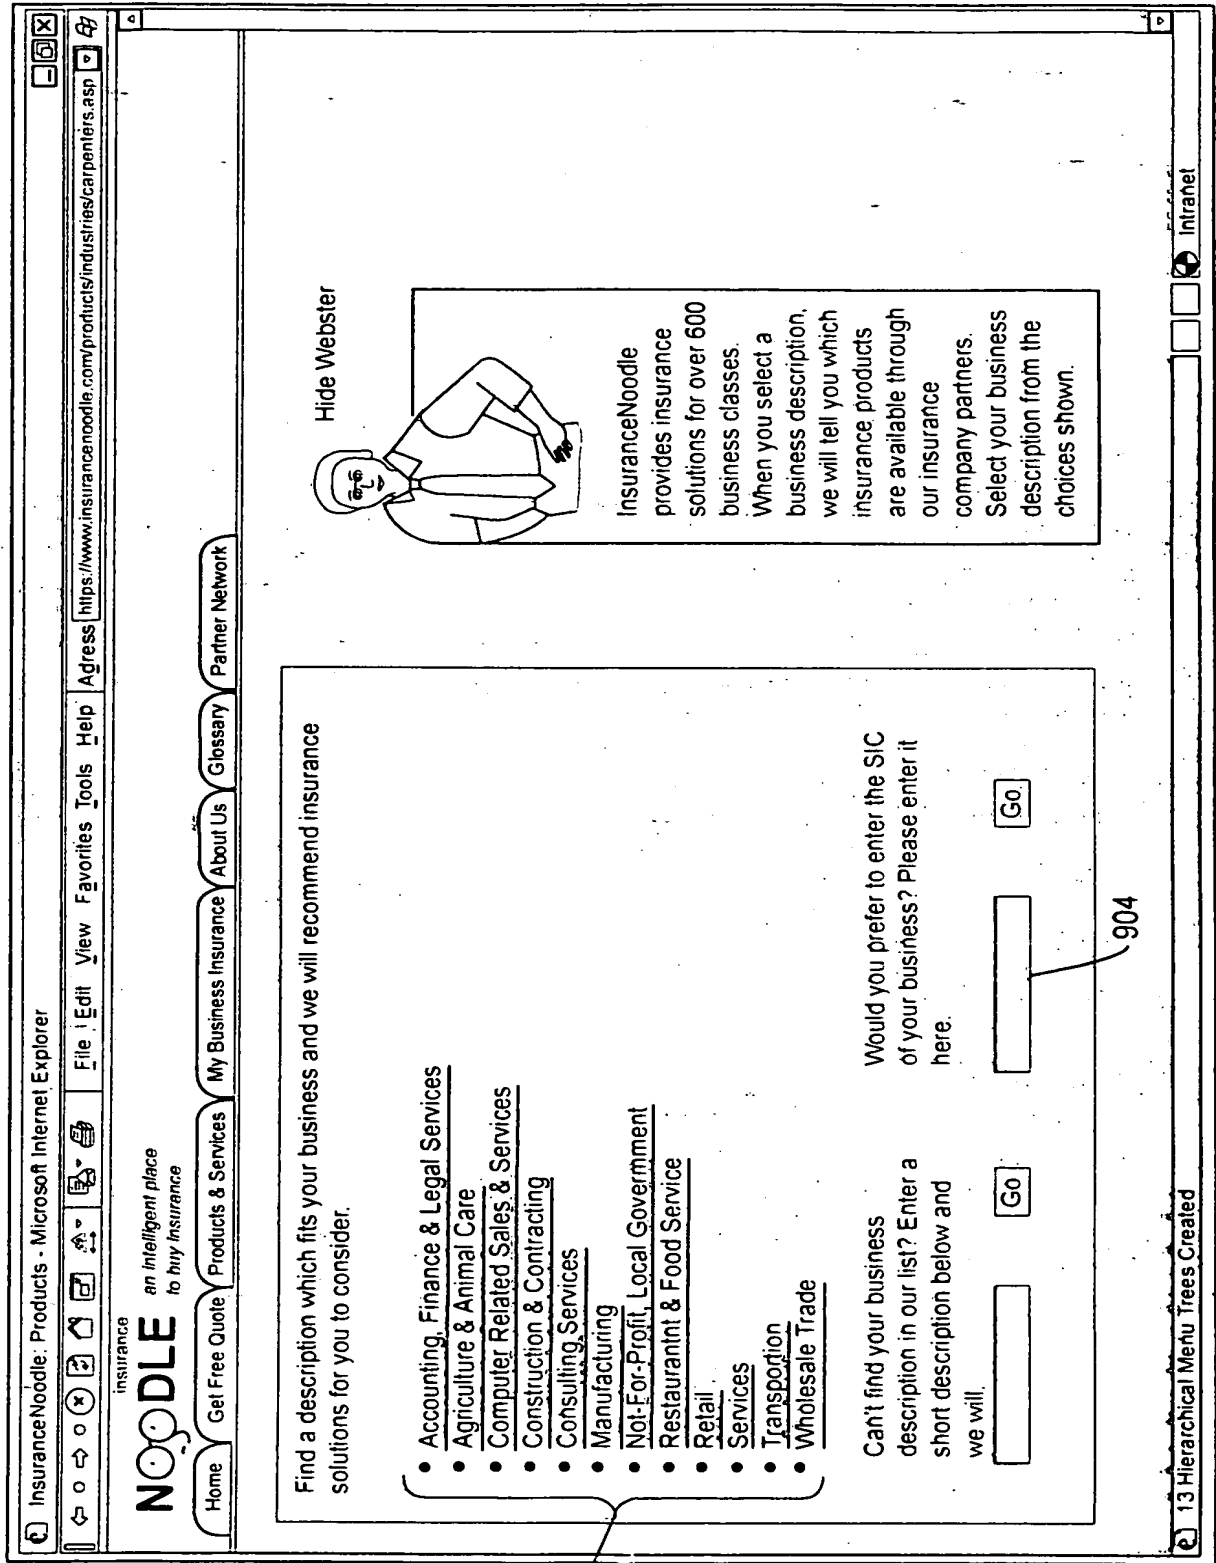 InsuranceNoodle: Products - Microsoft Internet Explorer
File Edit View Favorites Tools Help Adress https://www.insurancenoodle.com/products/industries/carpenters.asp
insurance
NOODLE
an intelligent place
to buy insurance
Home Get Free Quote Products & Services My Business Insurance About Us Glossary Partner Network
Find a description which fits your business and we will recommend insurance
solutions for you to consider.
• Accounting, Finance & Legal Services
• Agriculture & Animal Care
• Computer Related Sales & Services
• Construction & Contracting
• Consulting Services
• Manufacturing
• Not-For-Profit, Local Governmment
• Restaurantnt & Food Service
• Retail
• Services
• Transportion
• Wholesale Trade
Can't find your business
description in our list? Enter a
short description below and
we will.
Go
Would you prefer to enter the SIC
of your business? Please enter it
here.
Go
904
Hide Webster
InsuranceNoodle
provides insurance
solutions for over 600
business classes.
When you select a
business description,
we will tell you which
insurance products
are available through
our insurance
company partners.
Select your business
description from the
choices shown.
13 Hierarchical Menu Trees Created
Intranet